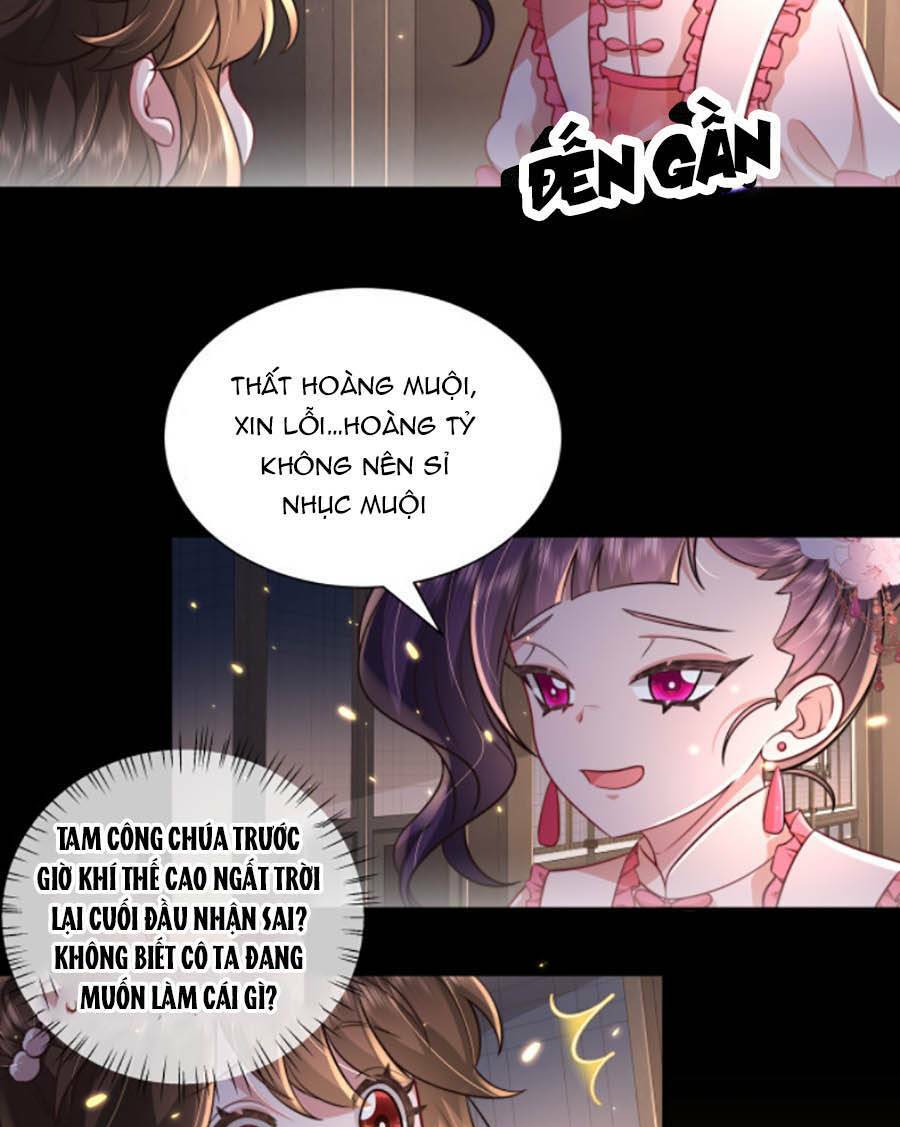 ĐẾN GẦN
THẤT HOÀNG MUỘI,
XIN LỖI...HOÀNG TỶ
KHÔNG NÊN SỈ
NHỤC MUỘI
TAM CÔNG CHÚA TRƯỚC
GIỜ KHÍ THẾ CAO NGẤT TRỜI
LẠI CUỐI ĐẦU NHẬN SAI?
KHÔNG BIẾT CÔ TA ĐANG
MUỐN LÀM CÁI GÌ?